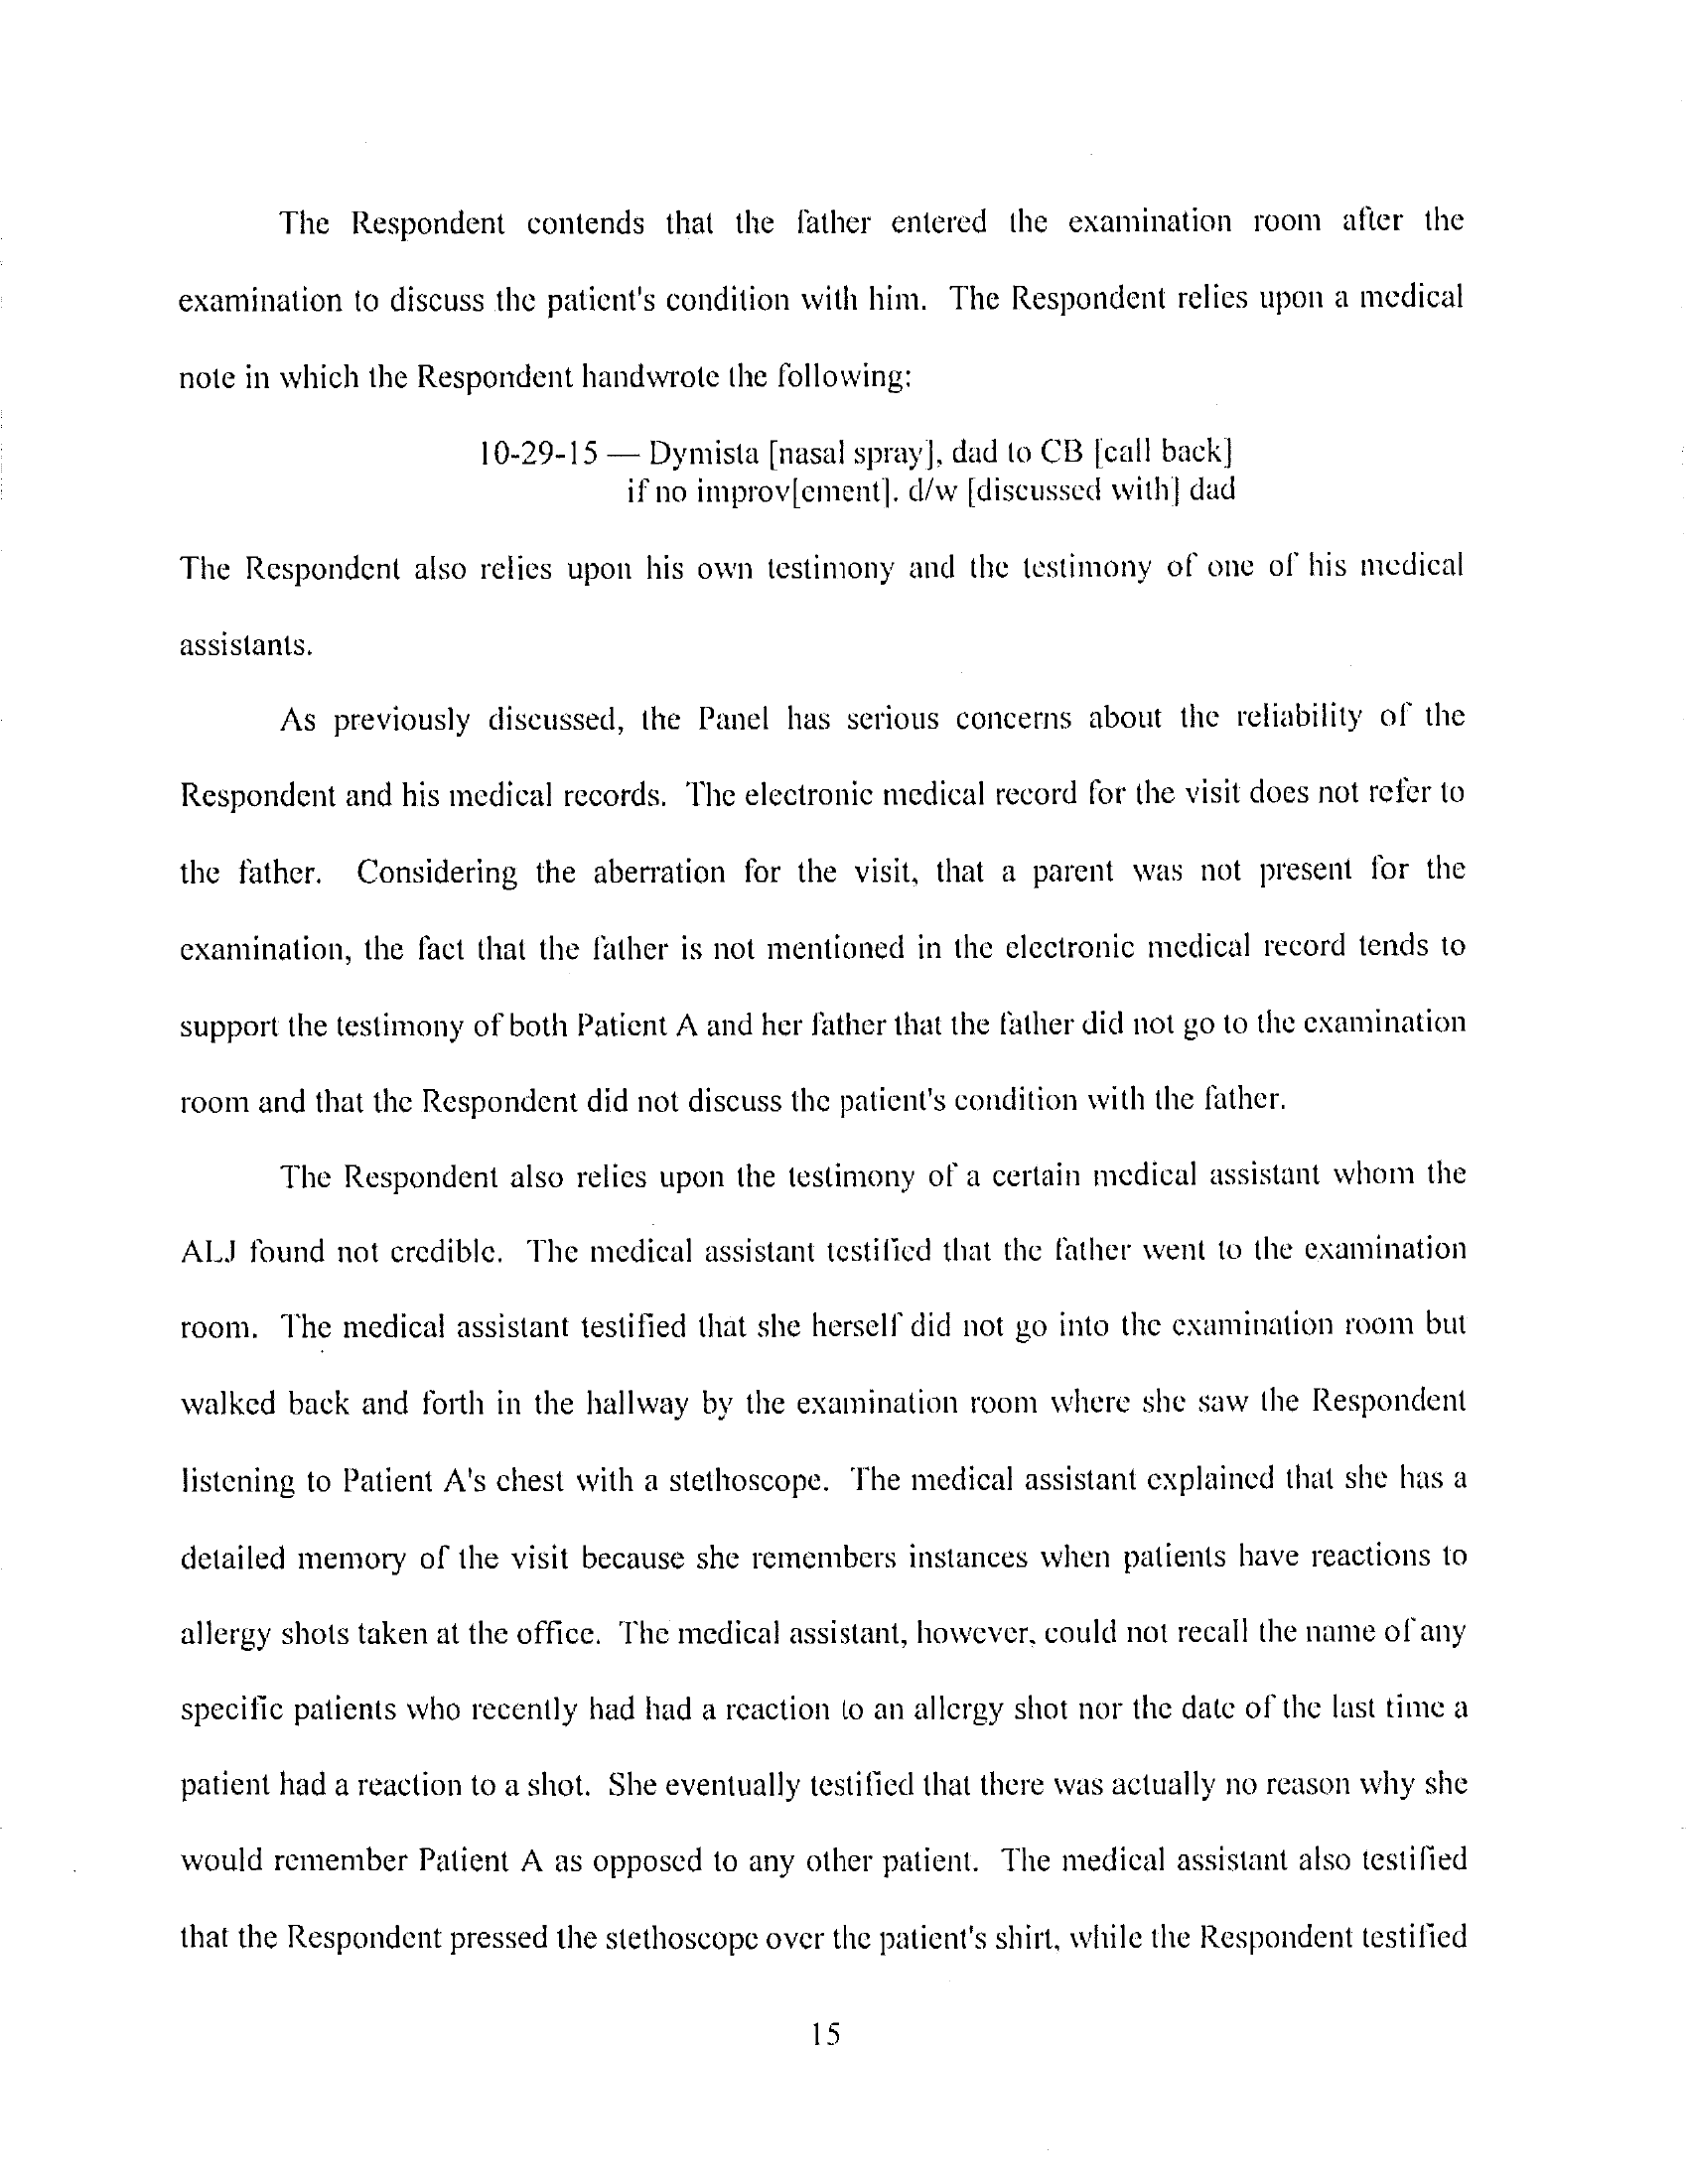 The Respondent contends that the father entered the examination room after the
examination to discuss the patient's condition with him. The Respondent relies upon a medical
note in which the Respondent handwrote the following:
10-29-15 — Dymista [nasal spray], dad to CB [call back]
if no improv[ement]. d/w [discussed with] dad
The Respondent also relies upon his own testimony and the testimony of one of his medical
assistants.
As previously discussed, the Panel has serious concerns about the reliability of the
Respondent and his medical records. The electronic medical record for the visit does not refer to
the father. Considering the aberration for the visit, that a parent was not present for the
examination, the fact that the father is not mentioned in the electronic medical record tends to
support the testimony of both Patient A and her father that the father did not go to the examination
room and that the Respondent did not discuss the patient's condition with the father.
The Respondent also relies upon the testimony of a certain medical assistant whom the
ALJ found not credible. The medical assistant testified that the father went to the examination
room. The medical assistant testified that she herself did not go into the examination room but
walked back and forth in the hallway by the examination room where she saw the Respondent
listening to Patient A's chest with a stethoscope. The medical assistant explained that she has a
detailed memory of the visit because she remembers instances when patients have reactions to
allergy shots taken at the office. The medical assistant, however, could not recall the name of any
specific patients who recently had had a reaction to an allergy shot nor the date of the last time a
patient had a reaction to a shot. She eventually testified that there was actually no reason why she
would remember Patient A as opposed to any other patient. The medical assistant also testified
that the Respondent pressed the stethoscope over the patient's shirt, while the Respondent testified
15